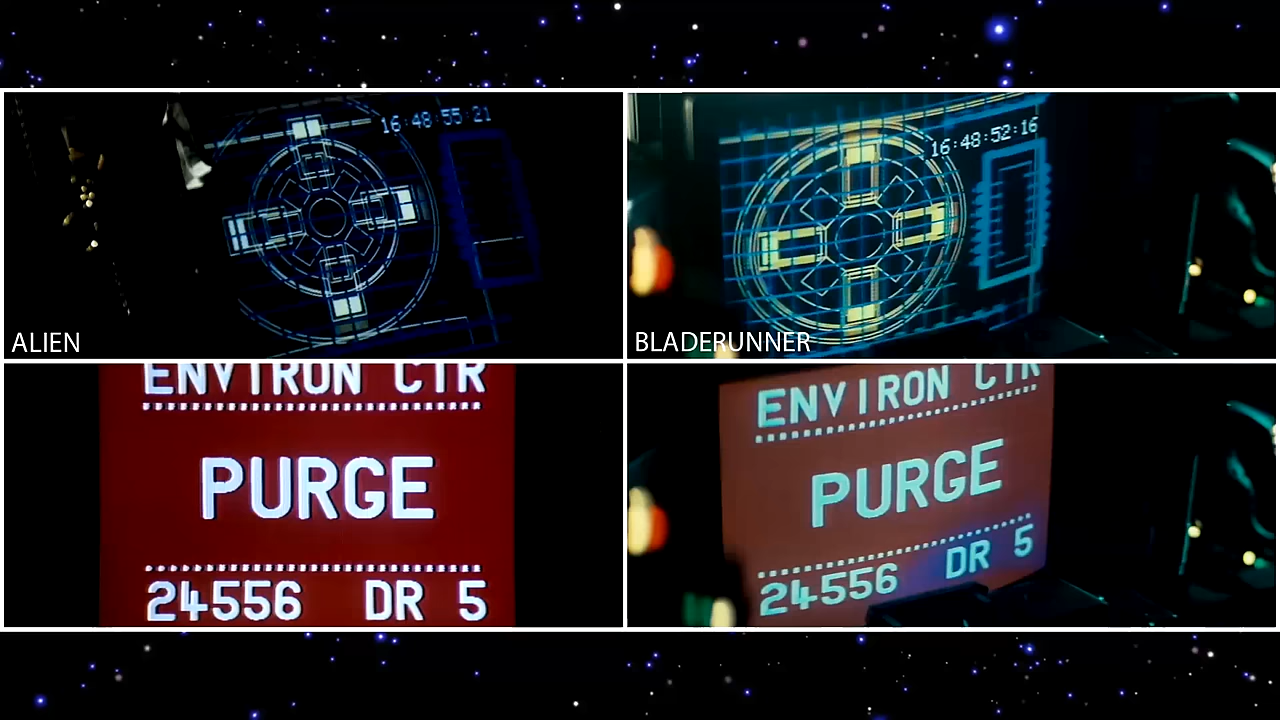 16:48:55:21
ALIEN
16:48:52:16
BLADERUNNER
ENVIRON CTR
PURGE
24556 DR 5
ENVIRON CTR
PURGE
24556 DR 5